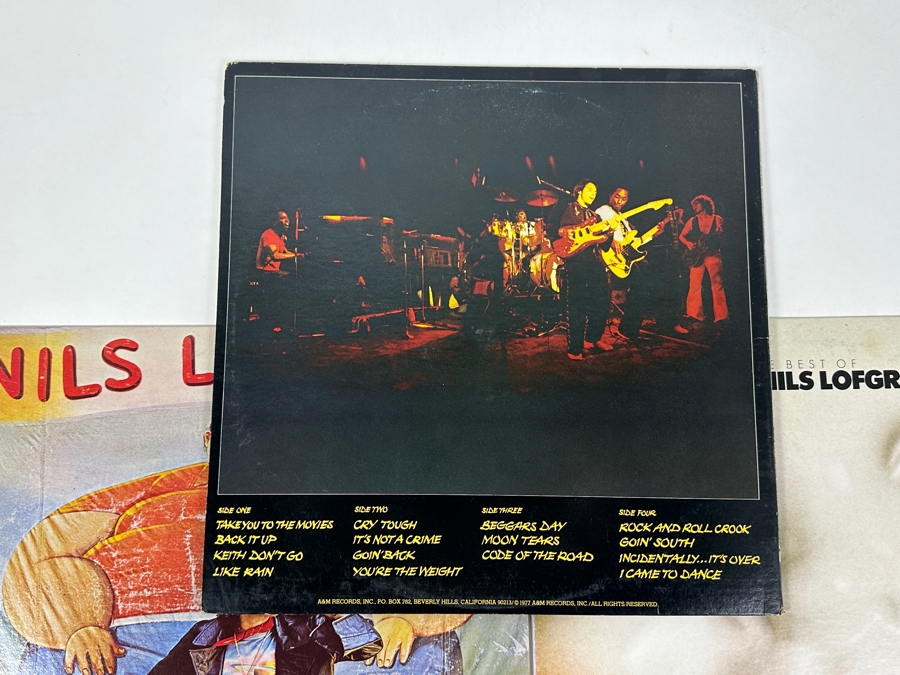 NILS L
E BEST OF
NILS LOFGR
SIDE ONE
TAKE YOU TO THE MOVIES
BACK IT UP
KEITH DON'T GO
LIKE RAIN
SIDE TWO
CRY TOUGH
IT'S NOT A CRIME
GOIN' BACK
YOU'RE THE WEIGHT
SIDE THREE
BEGGARS DAY
MOON TEARS
CODE OF THE ROAD
SIDE FOUR
ROCK AND ROLL CROOK
GOIN' SOUTH
INCIDENTALLY...IT'S OVER
I CAME TO DANCE
A&M RECORDS, INC., P.O. BOX 782, BEVERLY HILLS, CALIFORNIA 90213/© 1977 A&M RECORDS, INC./ALL RIGHTS RESERVED.